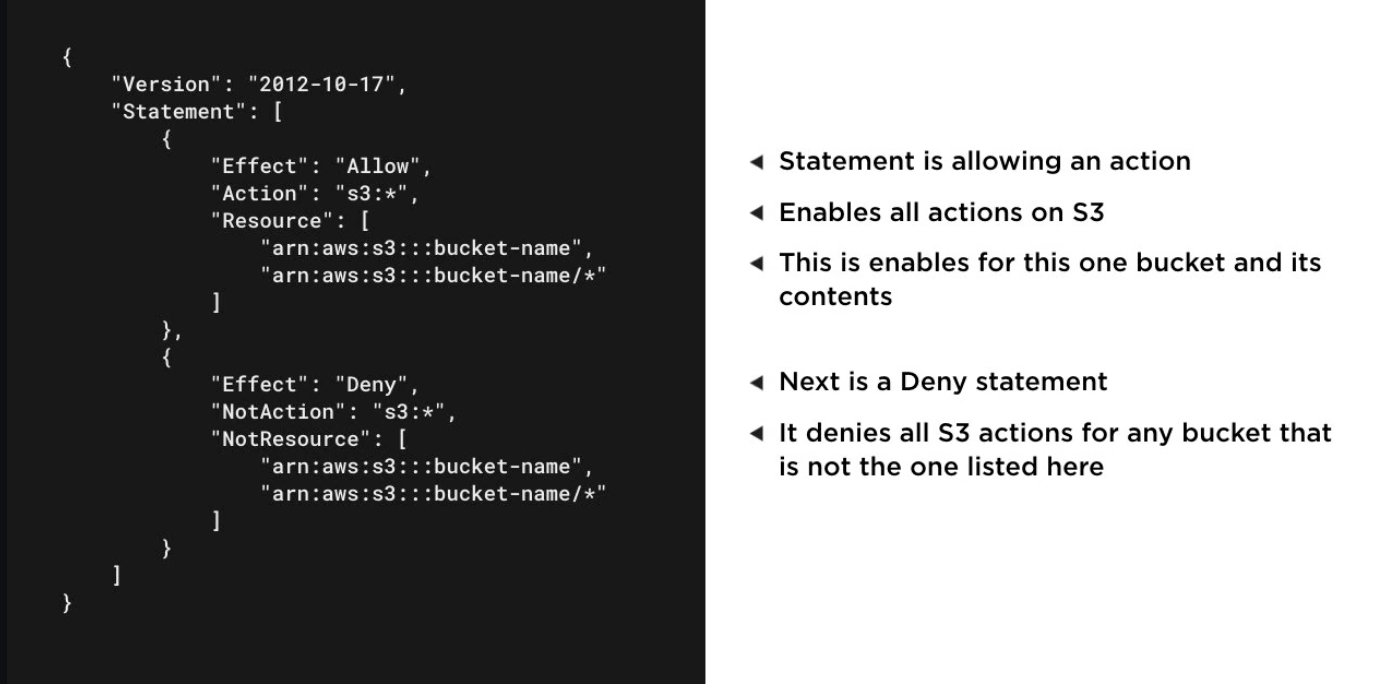 {
    "Version": "2012-10-17",
    "Statement": [
        {
            "Effect": "Allow",
            "Action": "s3:*",
            "Resource": [
                "arn:aws:s3:::bucket-name",
                "arn:aws:s3:::bucket-name/*"
            ]
        },
        {
            "Effect": "Deny",
            "NotAction": "s3:*",
            "NotResource": [
                "arn:aws:s3:::bucket-name",
                "arn:aws:s3:::bucket-name/*"
            ]
        }
    ]
}
Statement is allowing an action
Enables all actions on S3
This is enables for this one bucket and its
contents
Next is a Deny statement
It denies all S3 actions for any bucket that
is not the one listed here